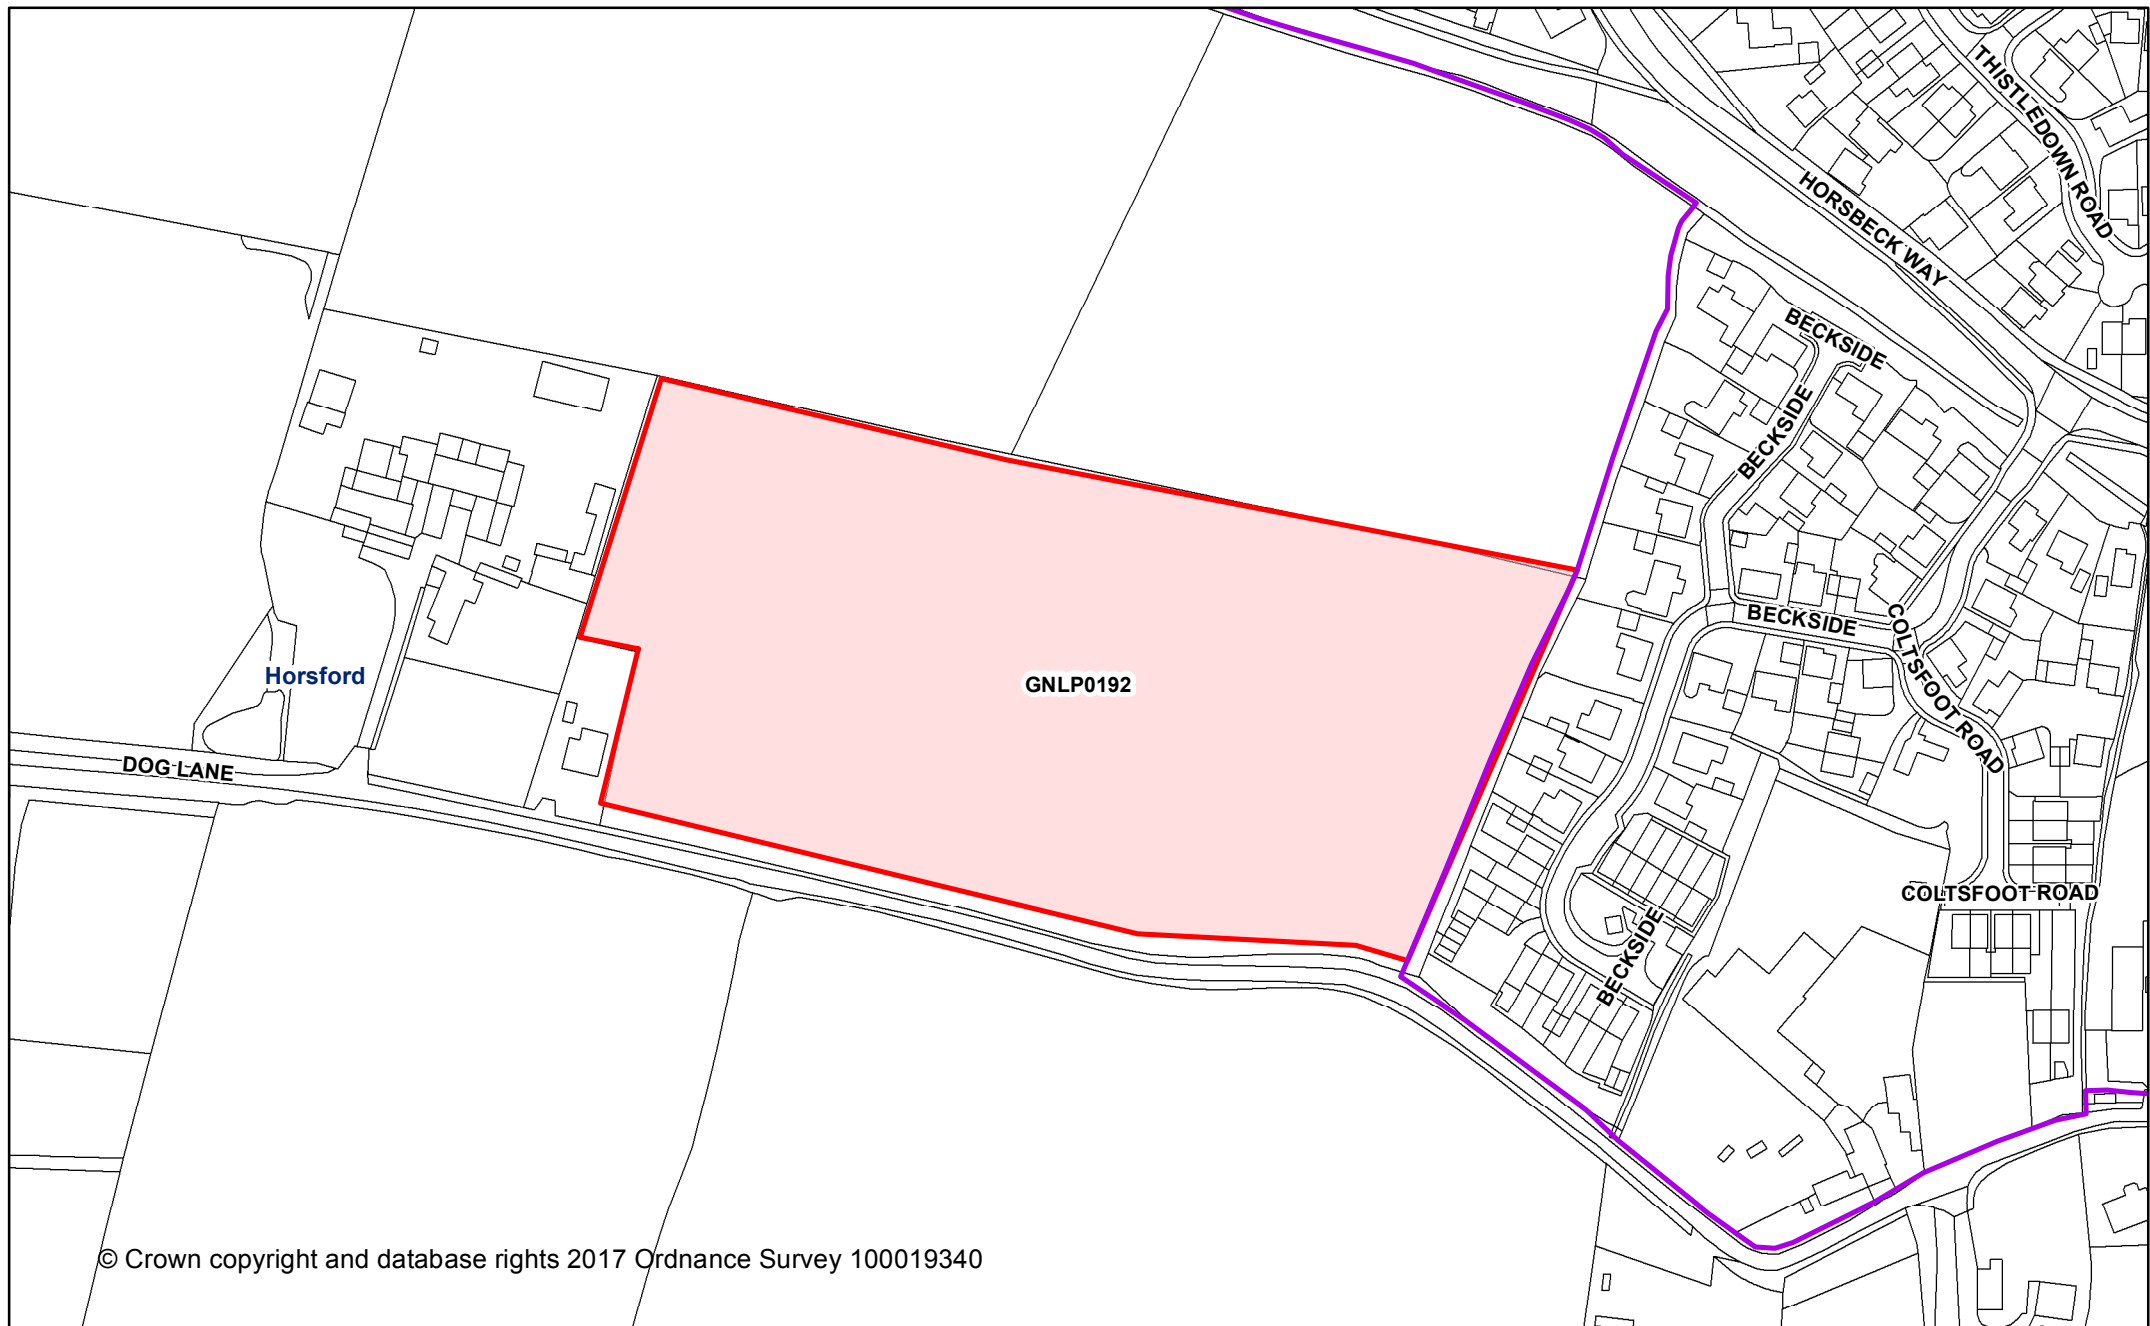 THISTLEDOWN ROAD
HORSBECK WAY
BECKSIDE
BECKSIDE
BECKSIDE
COLTSFOOT ROAD
Horsford
GNLP0192
DOG LANE
COLTSFOOT ROAD
BECKSIDE
© Crown copyright and database rights 2017 Ordnance Survey 100019340